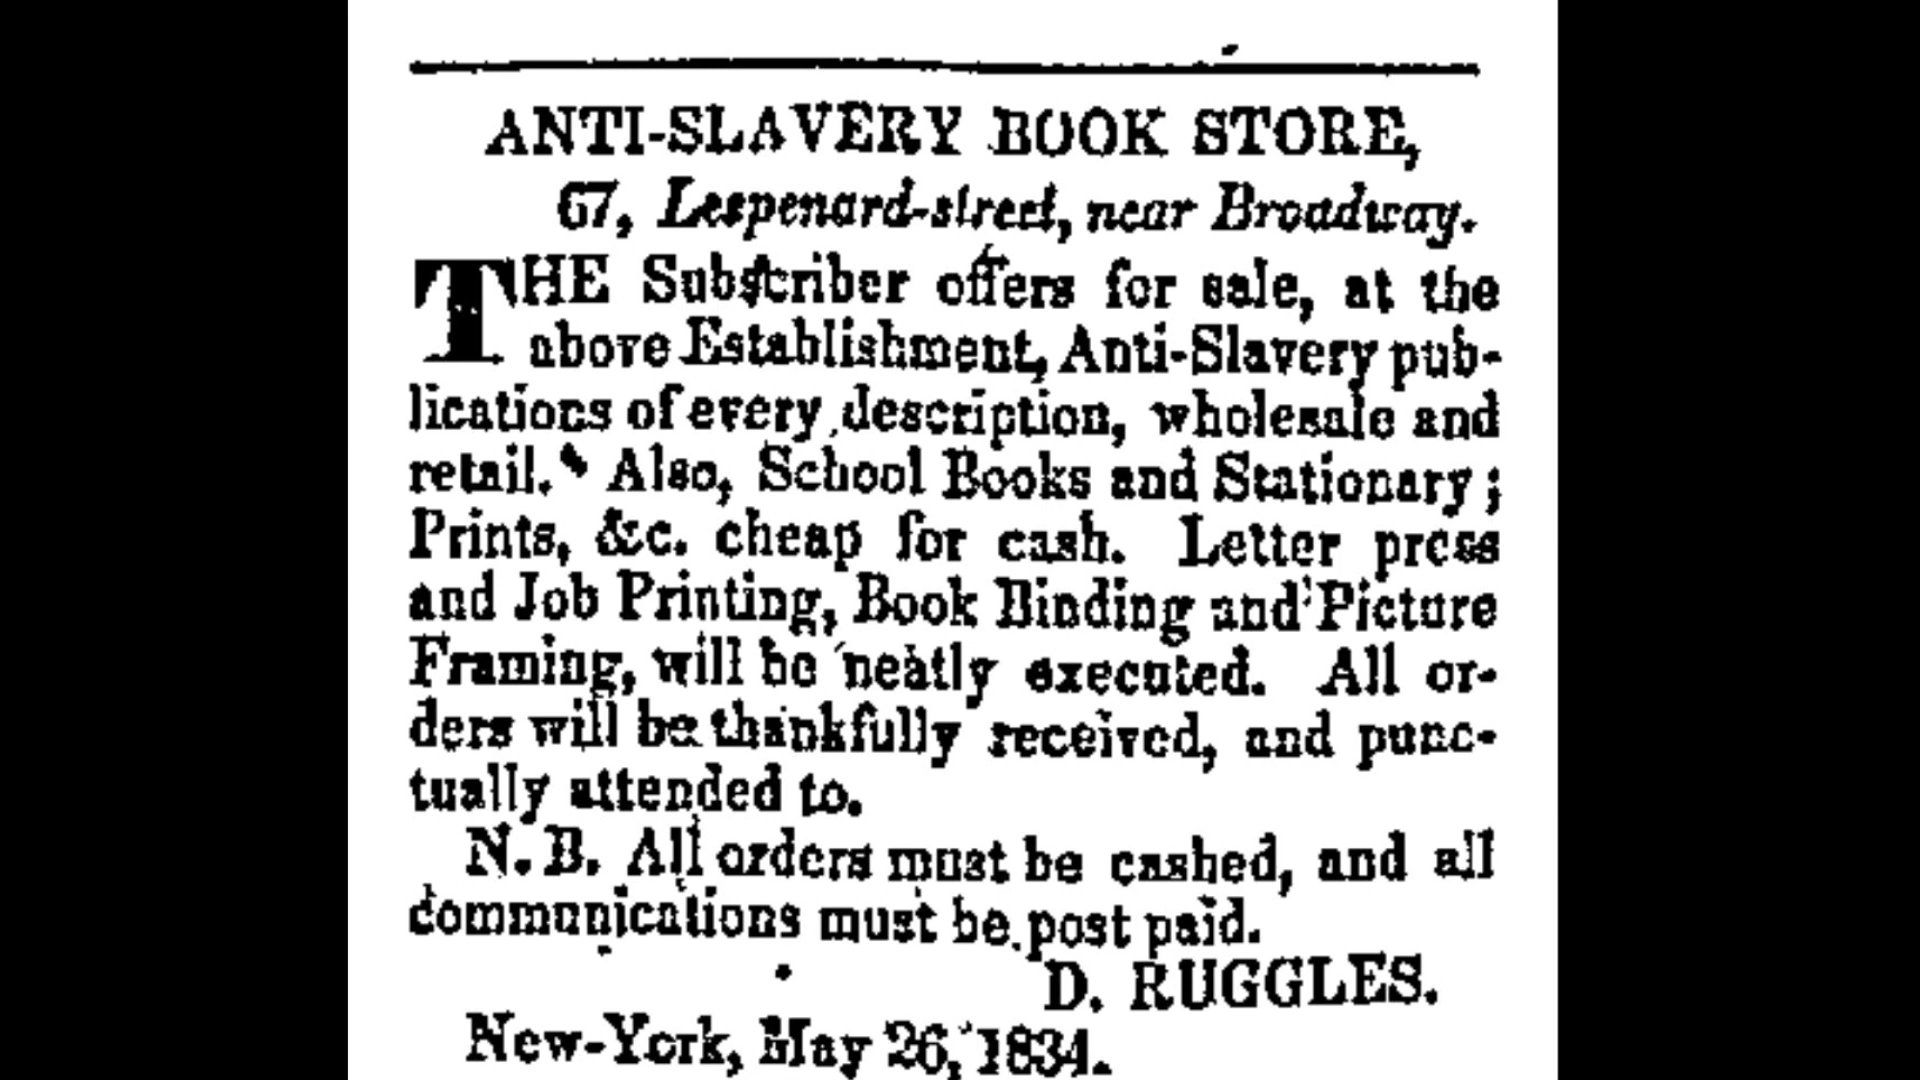 ANTI-SLAVERY BOOK STORE,
67, Lespenard-street, near Broadway.
THE Subscriber offers for sale, at the
above Establishment, Anti-Slavery pub-
lications of every description, wholesale and
retail. Also, School Books and Stationary;
Prints, &c. cheap for cash. Letter press
and Job Printing, Book Binding and Picture
Framing, will be neatly executed. All or-
ders will be thankfully received, and punc-
tually attended to.
N. B. All orders must be cashed, and all
communications must be post paid.
D. RUGGLES.
New-York, May 26, 1834.